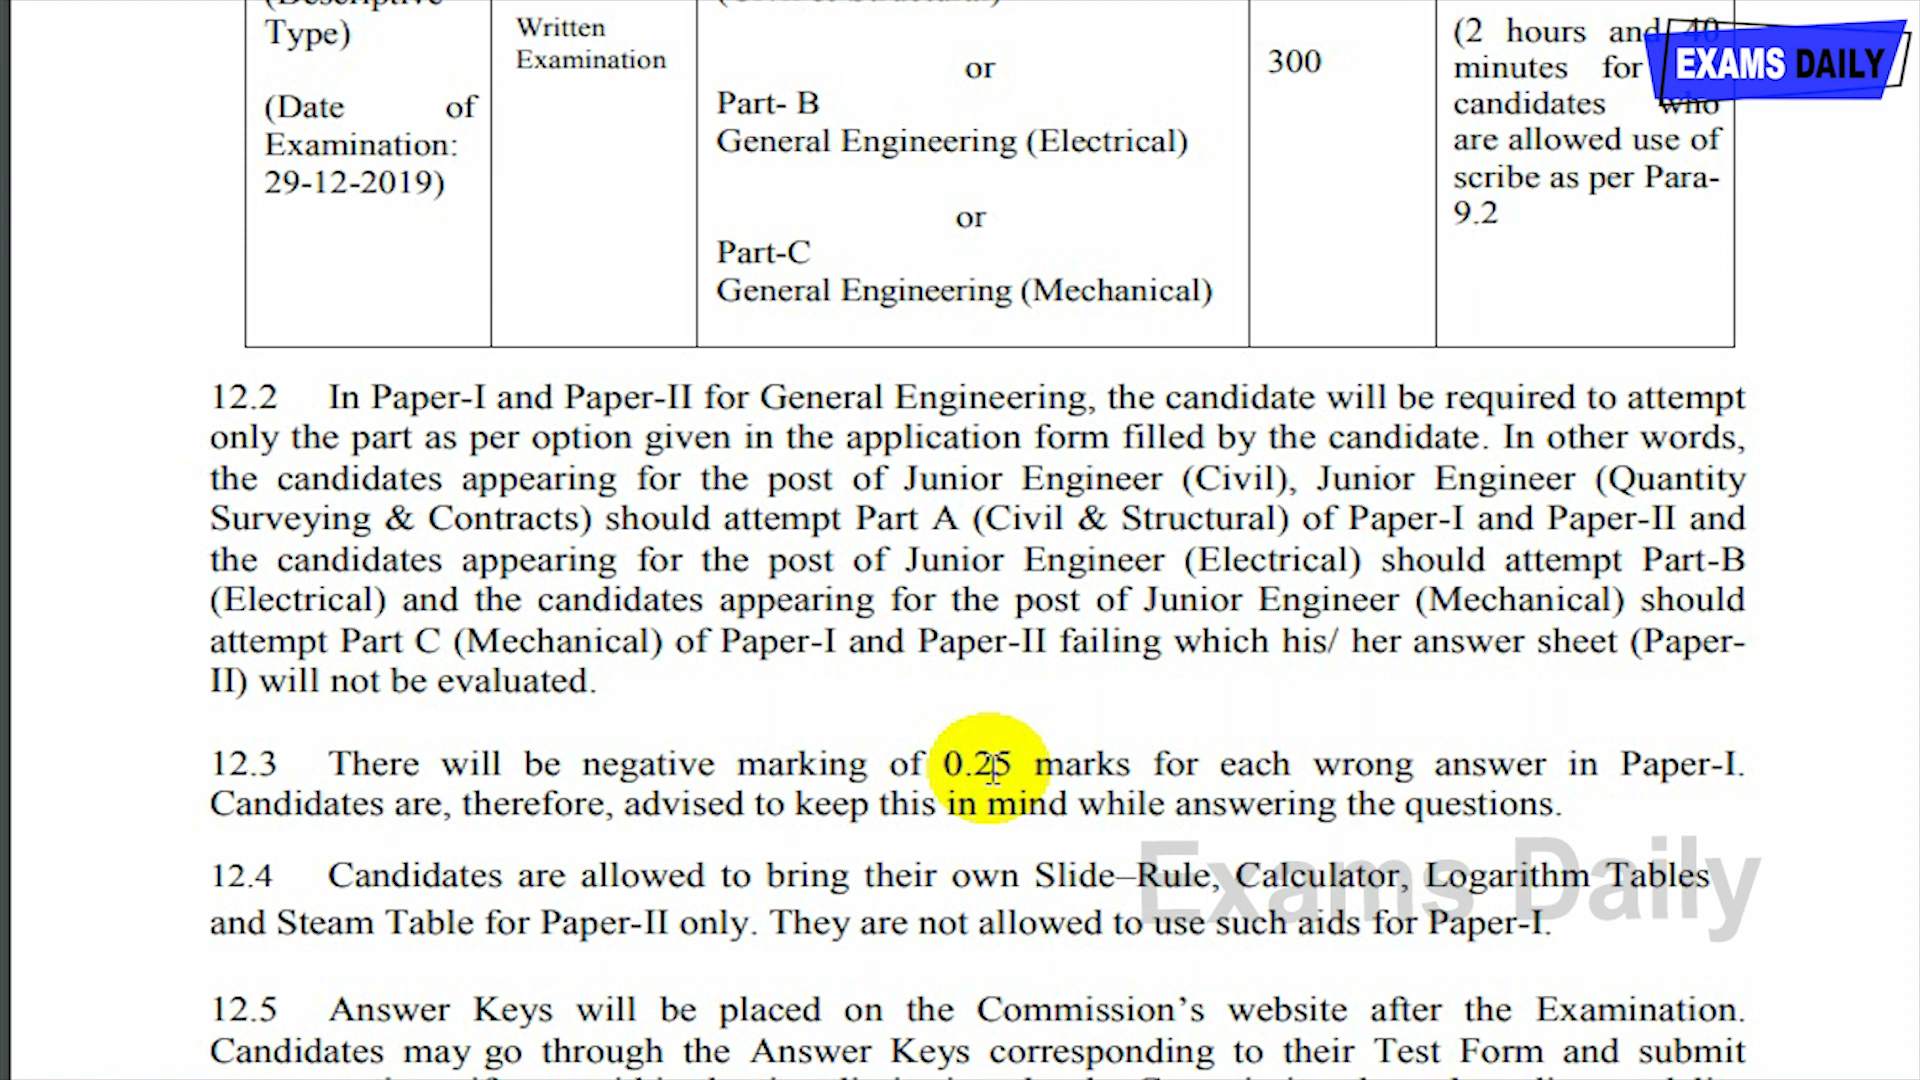 (Descriptive
Type)
(Date of
Examination:
29-12-2019)
Written
Examination
or
Part- B
General Engineering (Electrical)
or
Part-C
General Engineering (Mechanical)
300
(2 hours and 40
minutes for
candidates who
are allowed use of
scribe as per Para-
9.2
EXAMS DAILY
12.2 In Paper-I and Paper-II for General Engineering, the candidate will be required to attempt
only the part as per option given in the application form filled by the candidate. In other words,
the candidates appearing for the post of Junior Engineer (Civil), Junior Engineer (Quantity
Surveying & Contracts) should attempt Part A (Civil & Structural) of Paper-I and Paper-II and
the candidates appearing for the post of Junior Engineer (Electrical) should attempt Part-B
(Electrical) and the candidates appearing for the post of Junior Engineer (Mechanical) should
attempt Part C (Mechanical) of Paper-I and Paper-II failing which his/ her answer sheet (Paper-
II) will not be evaluated.
12.3 There will be negative marking of 0.25 marks for each wrong answer in Paper-I.
Candidates are, therefore, advised to keep this in mind while answering the questions.
12.4 Candidates are allowed to bring their own Slide–Rule, Calculator, Logarithm Tables
and Steam Table for Paper-II only. They are not allowed to use such aids for Paper-I.
Exams Daily
12.5 Answer Keys will be placed on the Commission’s website after the Examination.
Candidates may go through the Answer Keys corresponding to their Test Form and submit